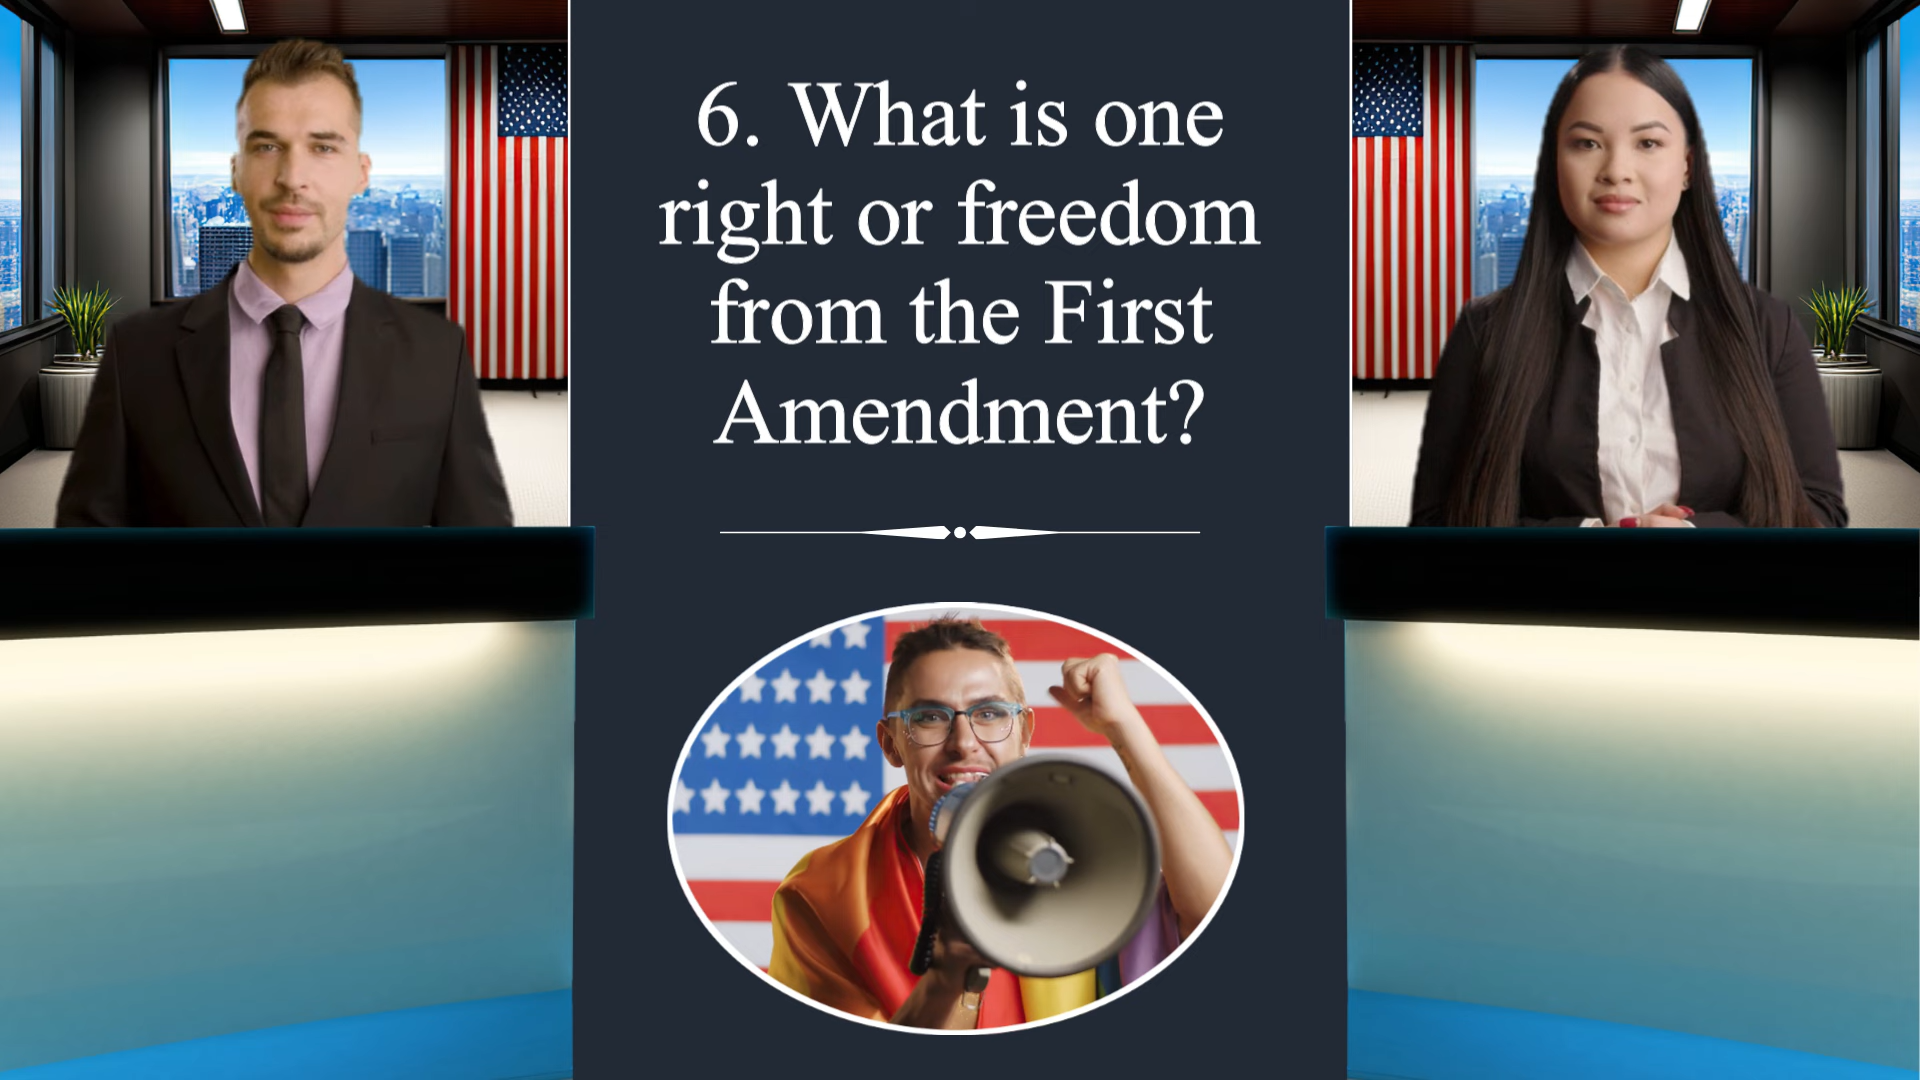 6. What is one
right or freedom
from the First
Amendment?